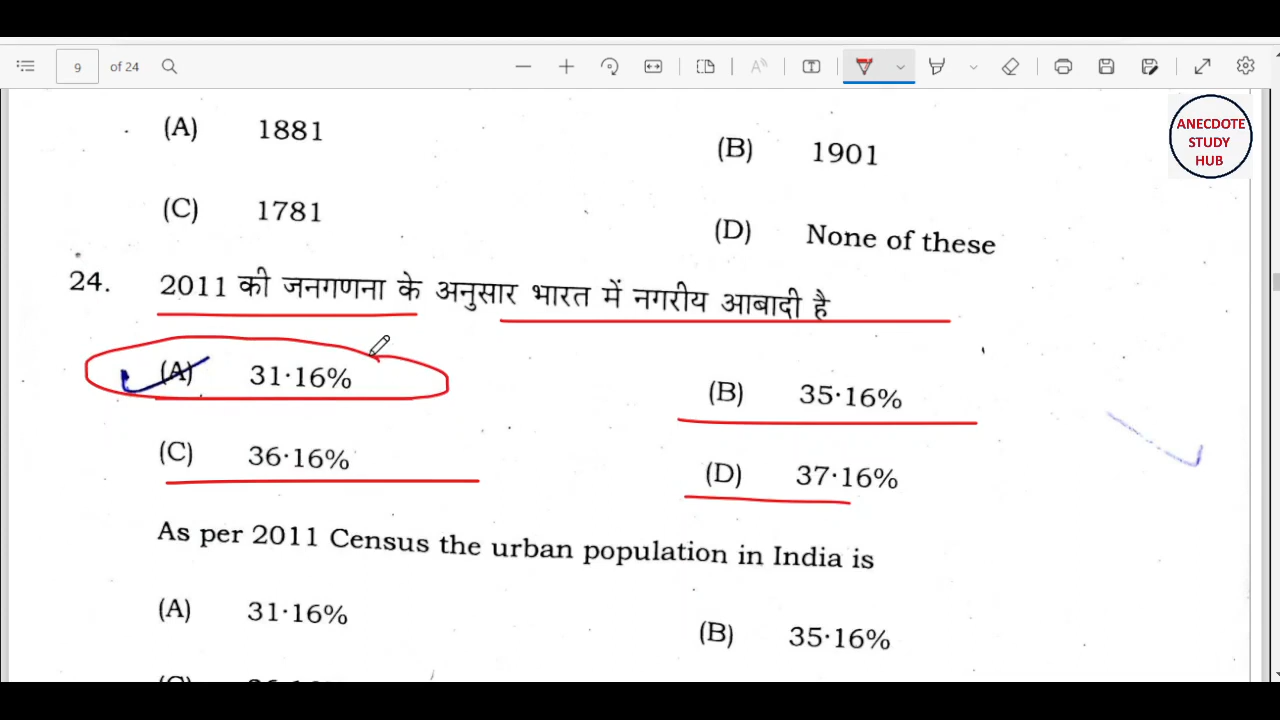 9 of 24
ANECDOTE
STUDY
HUB
(A) 1881
(B) 1901
(C) 1781
(D) None of these
24. 2011 की जनगणना के अनुसार भारत में नगरीय आबादी है
(A) 31·16%
(B) 35·16%
(C) 36·16%
(D) 37·16%
As per 2011 Census the urban population in India is
(A) 31·16%
(B) 35·16%